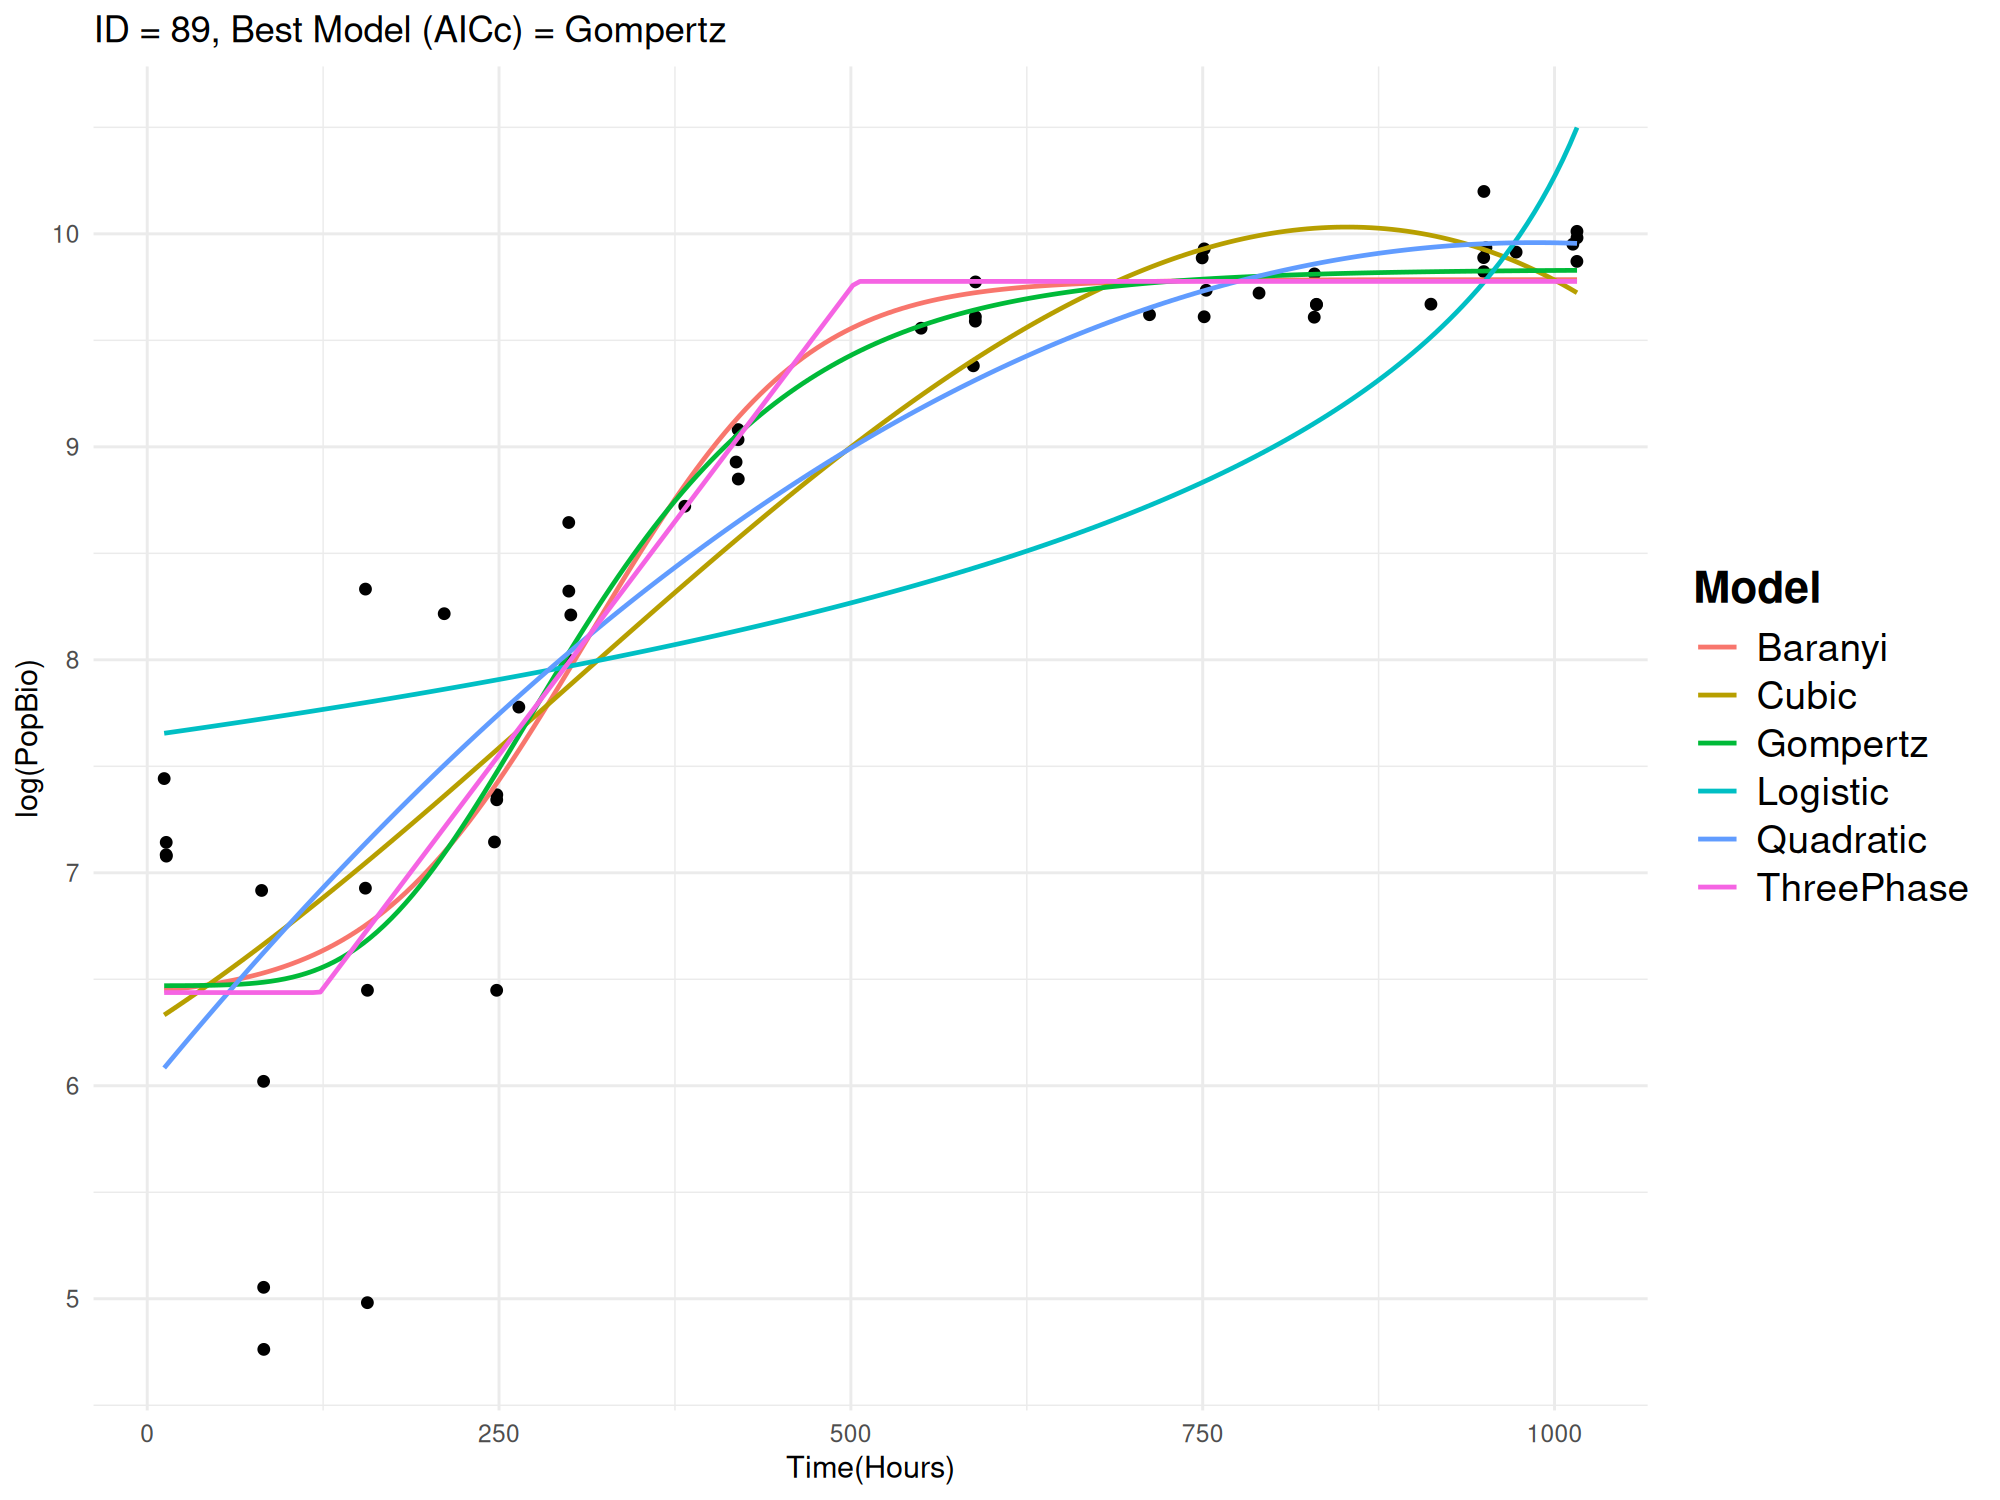 ID = 89, Best Model (AICc) = Gompertz
log(PopBio)
10
9
8
7
6
5
0 250 500 750 1000
Time(Hours)
Model
Baranyi
Cubic
Gompertz
Logistic
Quadratic
ThreePhase